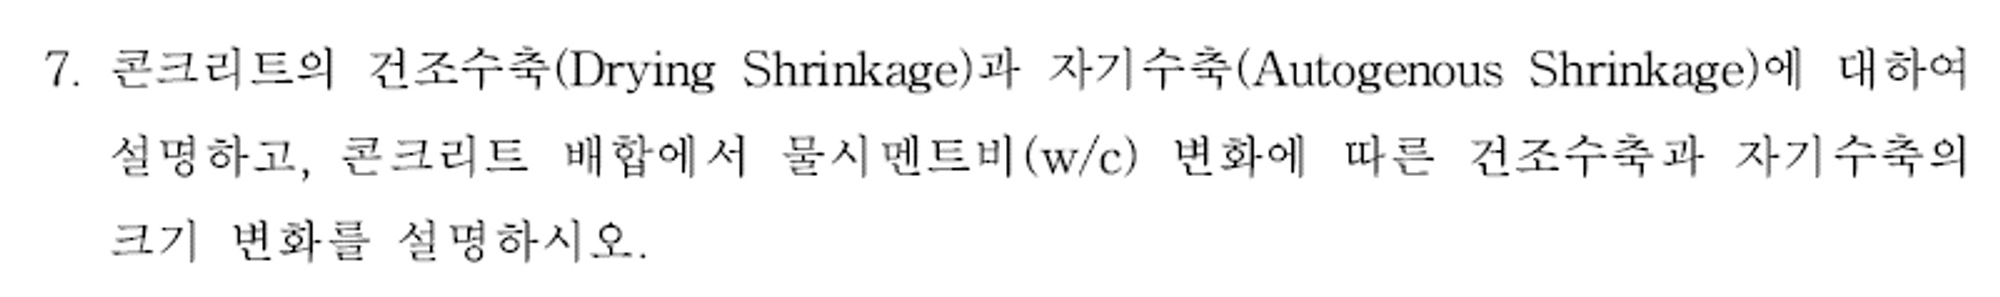 7. 콘크리트의 건조수축(Drying Shrinkage)과 자기수축(Autogenous Shrinkage)에 대하여
설명하고, 콘크리트 배합에서 물시멘트비(w/c) 변화에 따른 건조수축과 자기수축의
크기 변화를 설명하시오.